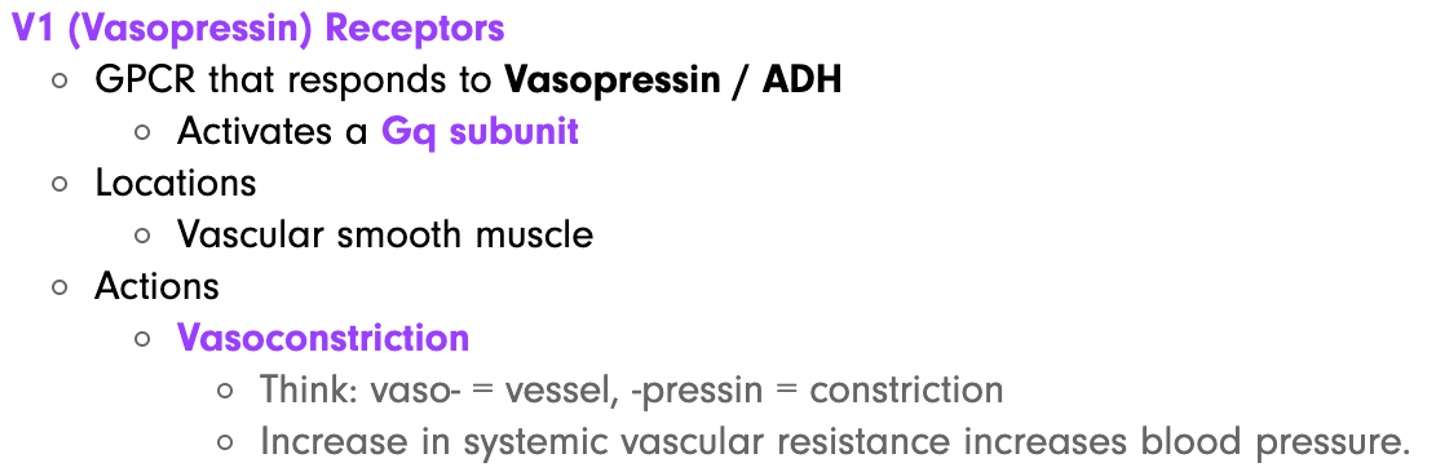 V1 (Vasopressin) Receptors
GPCR that responds to Vasopressin / ADH
Activates a Gq subunit
Locations
Vascular smooth muscle
Actions
Vasoconstriction
Think: vaso- = vessel, -pressin = constriction
Increase in systemic vascular resistance increases blood pressure.